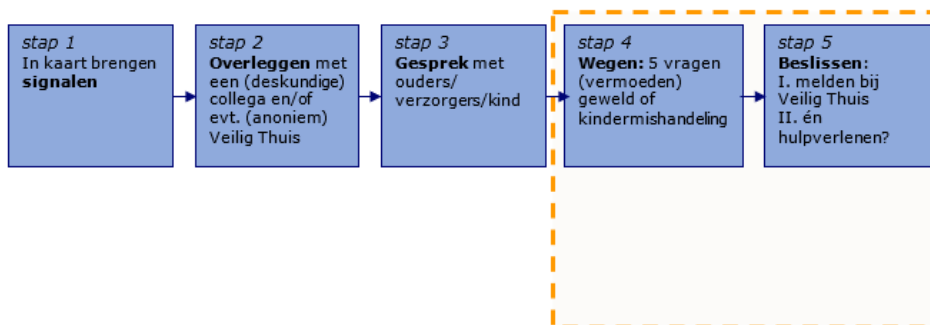 stap 1
In kaart brengen
signalen
stap 2
Overleggen met
een (deskundige)
collega en/of
evt. (anoniem)
Veilig Thuis
stap 3
Gesprek met
ouders/
verzorgers/kind
stap 4
Wegen: 5 vragen
(vermoeden)
geweld of
kindermishandeling
stap 5
Beslissen:
I. melden bij
Veilig Thuis
II. én
hulpverlenen?